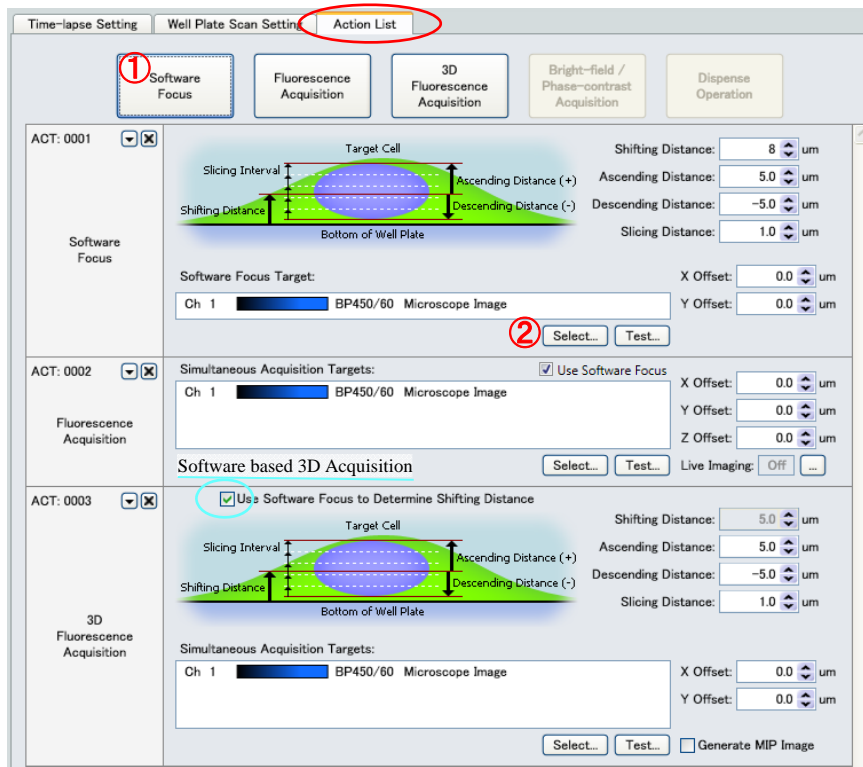 Time-lapse Setting
Well Plate Scan Setting
Action List
①
Software
Focus
Fluorescence
Acquisition
3D
Fluorescence
Acquisition
Bright-field /
Phase-contrast
Acquisition
Dispense
Operation
ACT: 0001
Software
Focus
Target Cell
Slicing Interval
Ascending Distance (+)
Shifting Distance
Descending Distance (-)
Bottom of Well Plate
Shifting Distance: 8 um
Ascending Distance: 5.0 um
Descending Distance: -5.0 um
Slicing Distance: 1.0 um
Software Focus Target:
Ch 1 BP450/60 Microscope Image
X Offset: 0.0 um
Y Offset: 0.0 um
②
Select...
Test...
ACT: 0002
Fluorescence
Acquisition
Simultaneous Acquisition Targets:
Use Software Focus
Ch 1 BP450/60 Microscope Image
X Offset: 0.0 um
Y Offset: 0.0 um
Z Offset: 0.0 um
Software based 3D Acquisition
Select...
Test...
Live Imaging: Off ...
ACT: 0003
3D
Fluorescence
Acquisition
Use Software Focus to Determine Shifting Distance
Target Cell
Slicing Interval
Ascending Distance (+)
Shifting Distance
Descending Distance (-)
Bottom of Well Plate
Shifting Distance: 5.0 um
Ascending Distance: 5.0 um
Descending Distance: -5.0 um
Slicing Distance: 1.0 um
Simultaneous Acquisition Targets:
Ch 1 BP450/60 Microscope Image
X Offset: 0.0 um
Y Offset: 0.0 um
Select...
Test...
Generate MIP Image